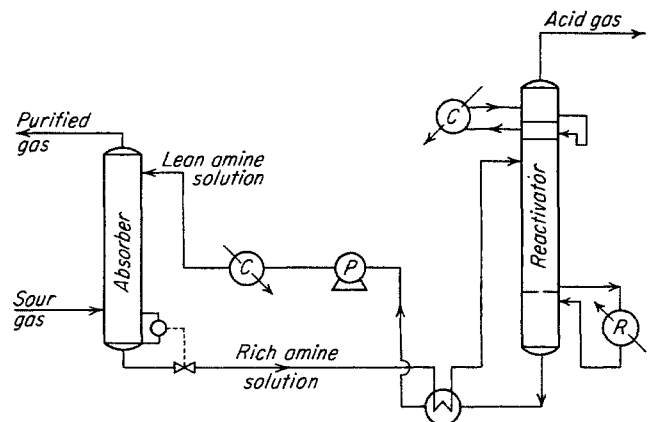 Acid gas
Purified
gas
C
Lean amine
solution
Absorber
Reactivator
C
P
Sour
gas
R
Rich amine
solution